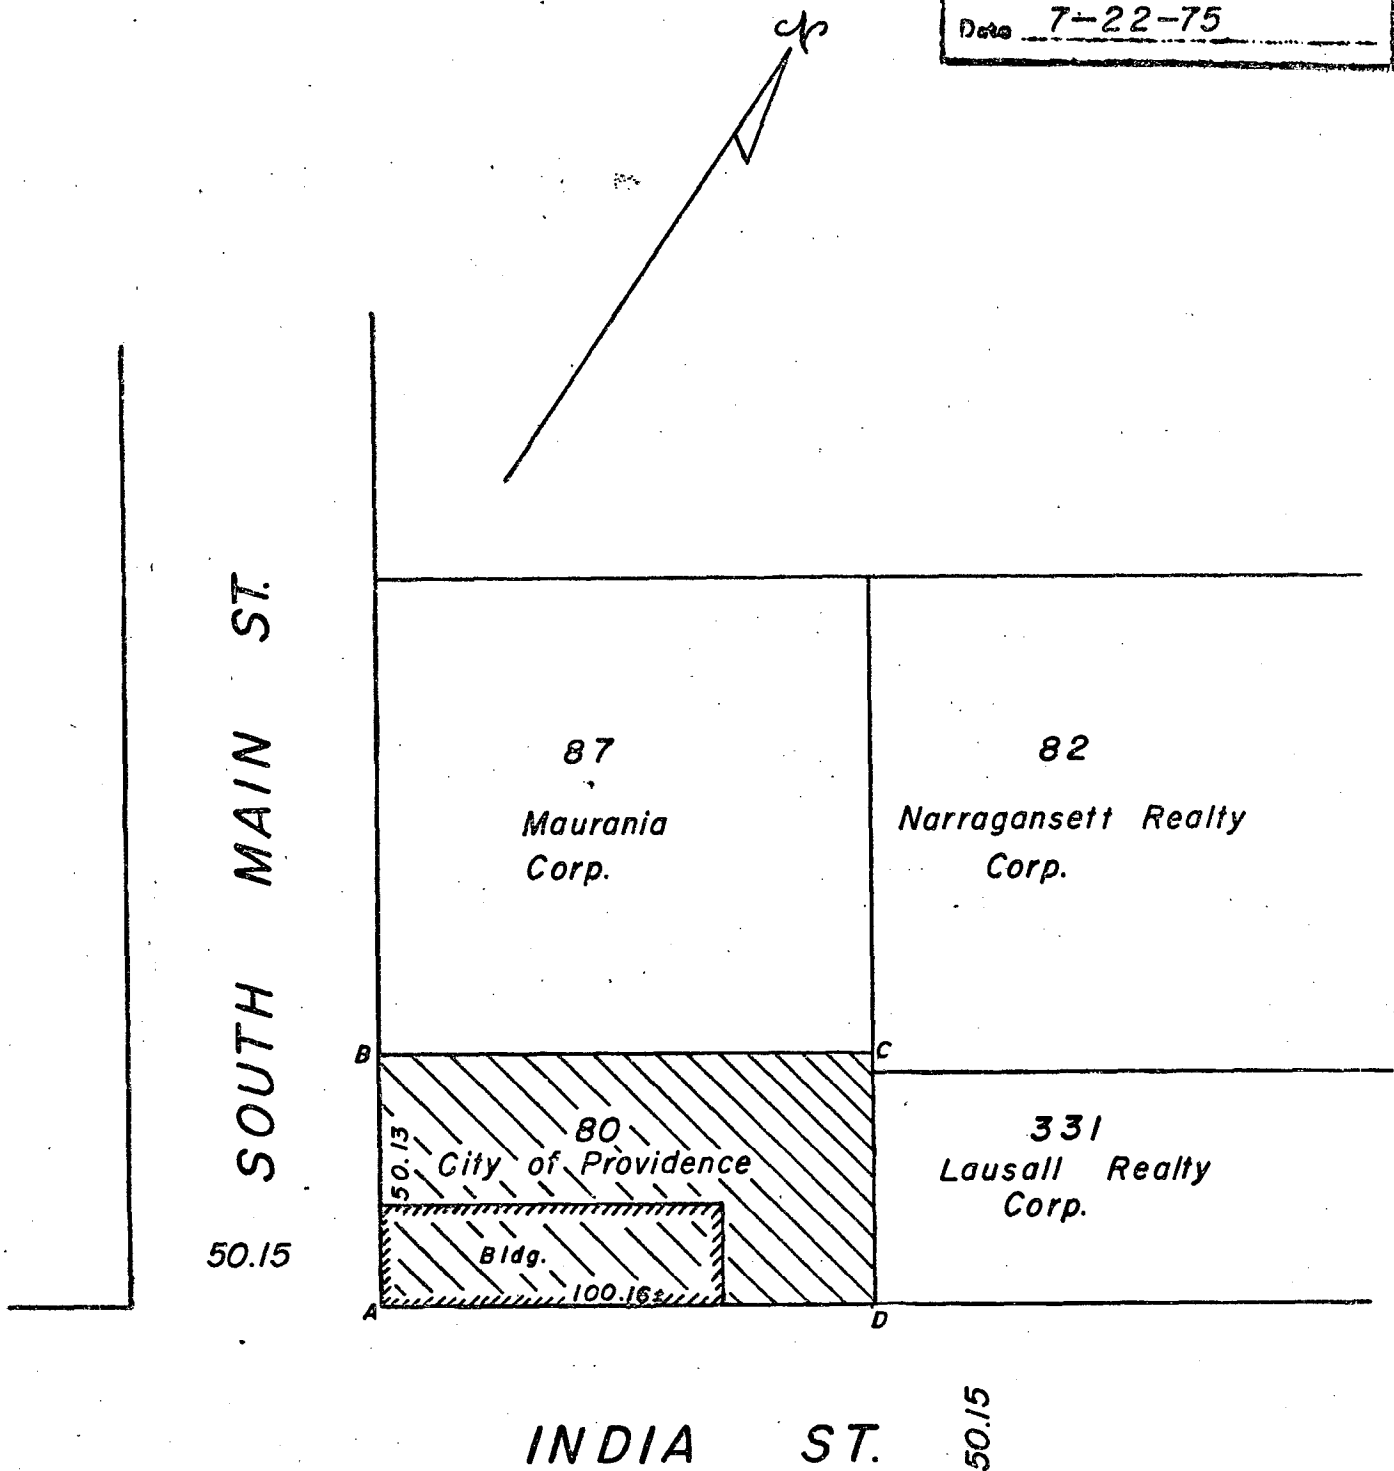 Date 7-22-75
N
SOUTH MAIN ST.
87
Maurania
Corp.
82
Narragansett Realty
Corp.
B
C
50.13
80
City of Providence
331
Lausall Realty
Corp.
50.15
Bldg.
100.16±
A
D
INDIA ST.
50.15